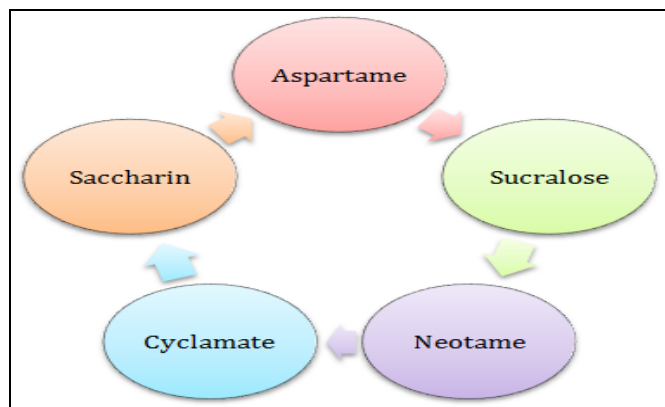 Aspartame
Sucralose
Neotame
Cyclamate
Saccharin